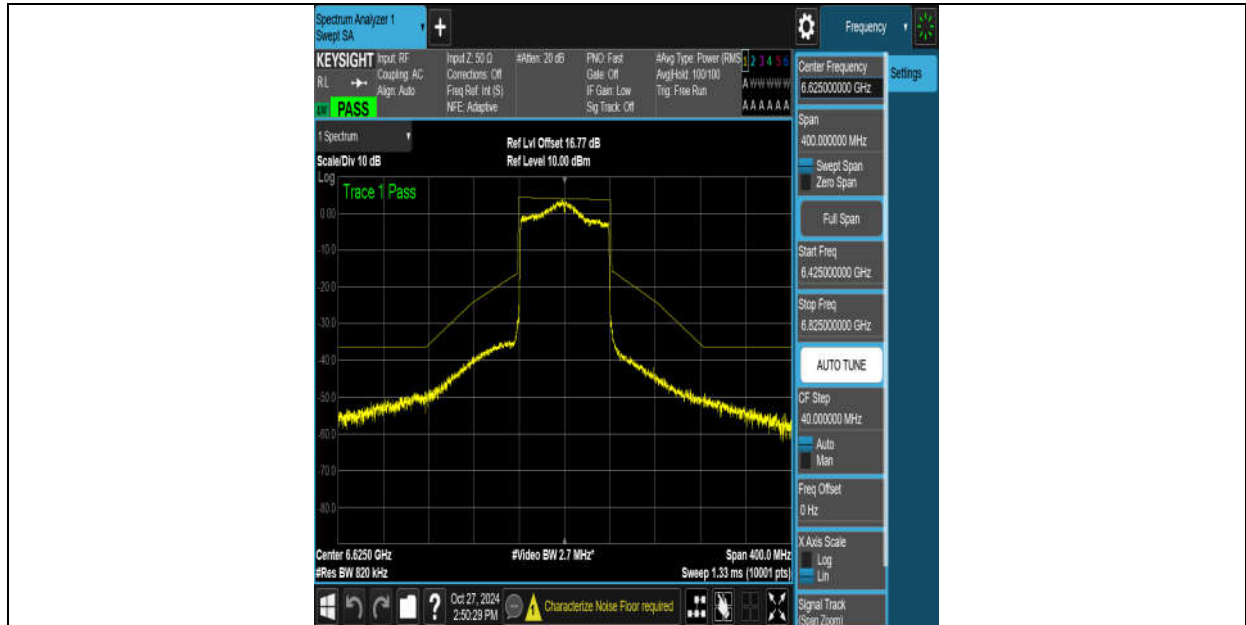 Spectrum Analyzer 1
Swept SA
+
Frequency
KEYSIGHT
RL
PASS
Input: RF
Coupling: AC
Align: Auto
Input Z: 50 Ω
Corrections: Off
Freq Ref: Int (S)
NFE: Adaptive
#Atten: 20 dB
PNO: Fast
Gate: Off
IF Gain: Low
Sig Track: Off
#Avg Type: Power (RMS
Avg|Hold: 100/100
Trig: Free Run
1 2 3 4 5 6
A W W W W W
A A A A A A
Center Frequency
6.625000000 GHz
Settings
Span
400.000000 MHz
Swept Span
Zero Span
Full Span
Start Freq
6.425000000 GHz
Stop Freq
6.825000000 GHz
AUTO TUNE
CF Step
40.000000 MHz
Auto
Man
Freq Offset
0 Hz
X Axis Scale
Log
Lin
Signal Track
(Span Zoom)
1 Spectrum
Scale/Div 10 dB
Ref Lvl Offset 16.77 dB
Ref Level 10.00 dBm
Log
Trace 1 Pass
0.00
-10.0
-20.0
-30.0
-40.0
-50.0
-60.0
-70.0
-80.0
Center 6.6250 GHz
#Res BW 820 kHz
#Video BW 2.7 MHz*
Span 400.0 MHz
Sweep 1.33 ms (10001 pts)
?
Oct 27, 2024
2:50:29 PM
Characterize Noise Floor required